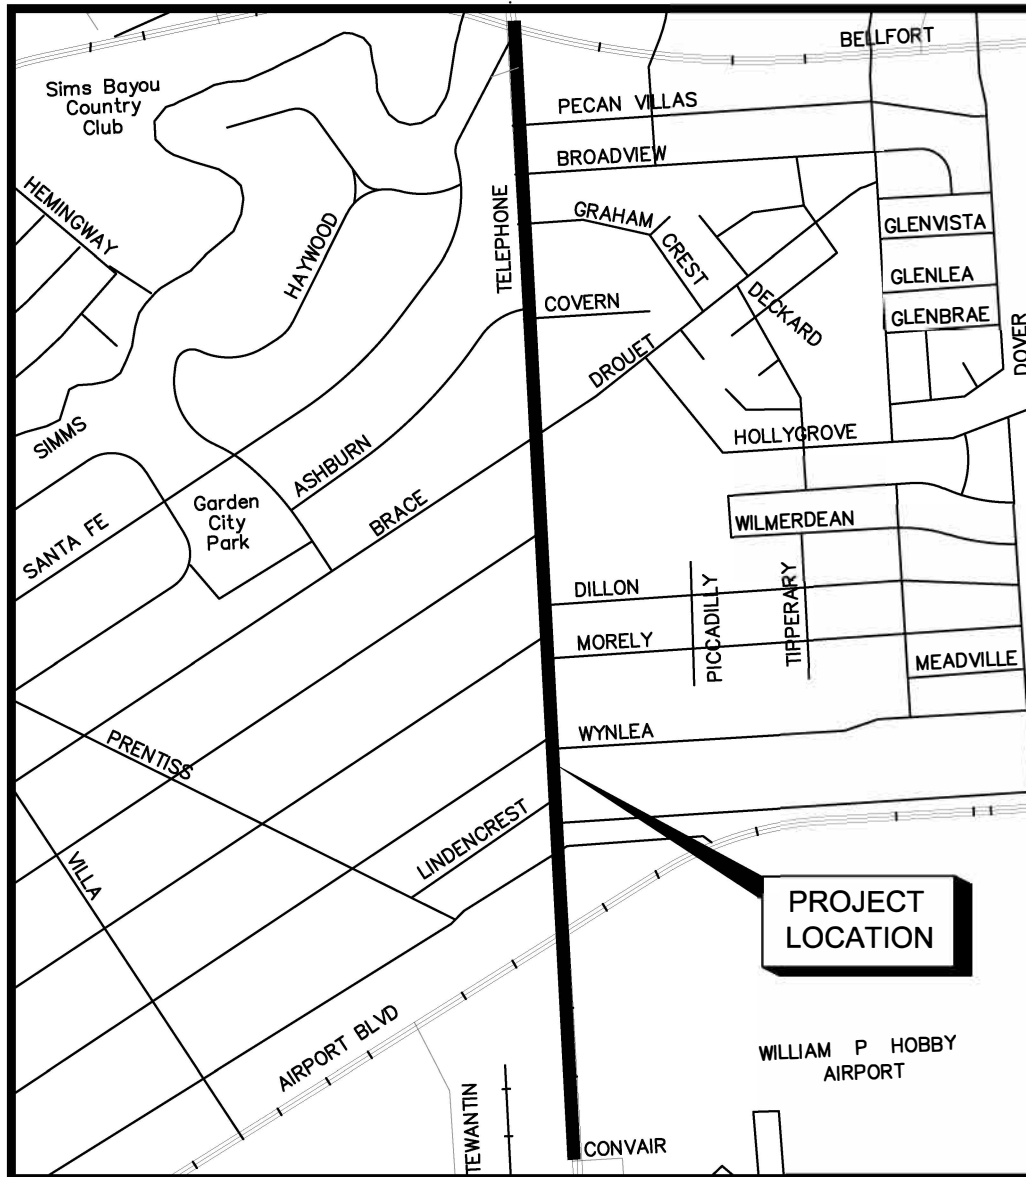 BELLFORT
Sims Bayou
Country
Club
PECAN VILLAS
BROADVIEW
HEMINGWAY
TELEPHONE
GRAHAM
GLENVISTA
HAYWOOD
CREST
GLENLEA
DECKARD
COVERN
GLENBRAE
DOVER
DROUET
SIMMS
HOLLYGROVE
ASHBURN
BRACE
Garden
City
Park
SANTA FE
WILMERDEAN
DILLON
PICCADILLY
TIPPERARY
MORELY
MEADVILLE
WYNLEA
PRENTISS
LINDENCREST
VILLA
PROJECT
LOCATION
AIRPORT BLVD
WILLIAM P HOBBY
AIRPORT
TEWANTIN
CONVAIR